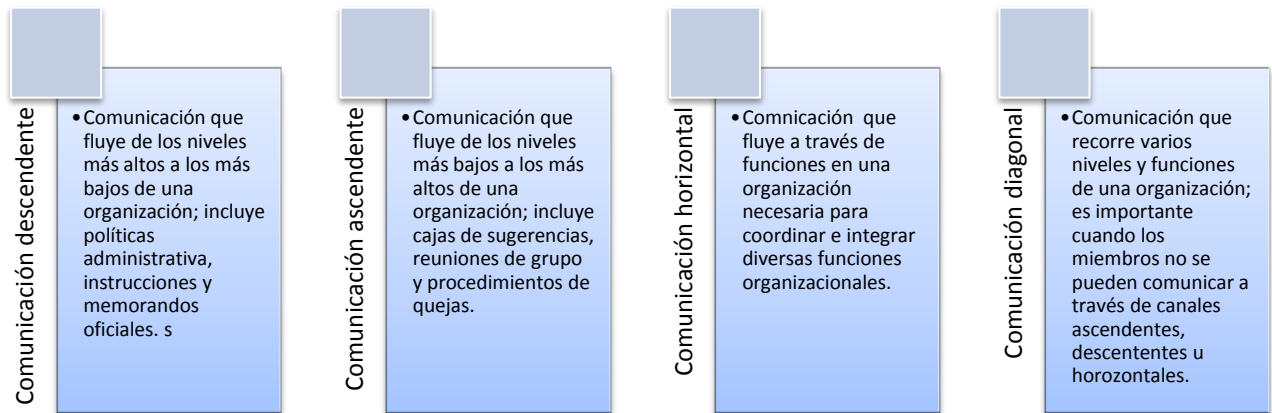 Comunicación descendente
•Comunicación que
fluye de los niveles
más altos a los más
bajos de una
organización; incluye
políticas
administrativa,
instrucciones y
memorandos
oficiales. s
Comunicación ascendente
•Comunicación que
fluye de los niveles
más bajos a los más
altos de una
organización; incluye
cajas de sugerencias,
reuniones de grupo
y procedimientos de
quejas.
Comunicación horizontal
•Comnicación que
fluye a través de
funciones en una
organización
necesaria para
coordinar e integrar
diversas funciones
organizacionales.
Comunicación diagonal
•Comunicación que
recorre varios
niveles y funciones
de una organización;
es importante
cuando los
miembros no se
pueden comunicar a
través de canales
ascendentes,
descententes u
horozontales.